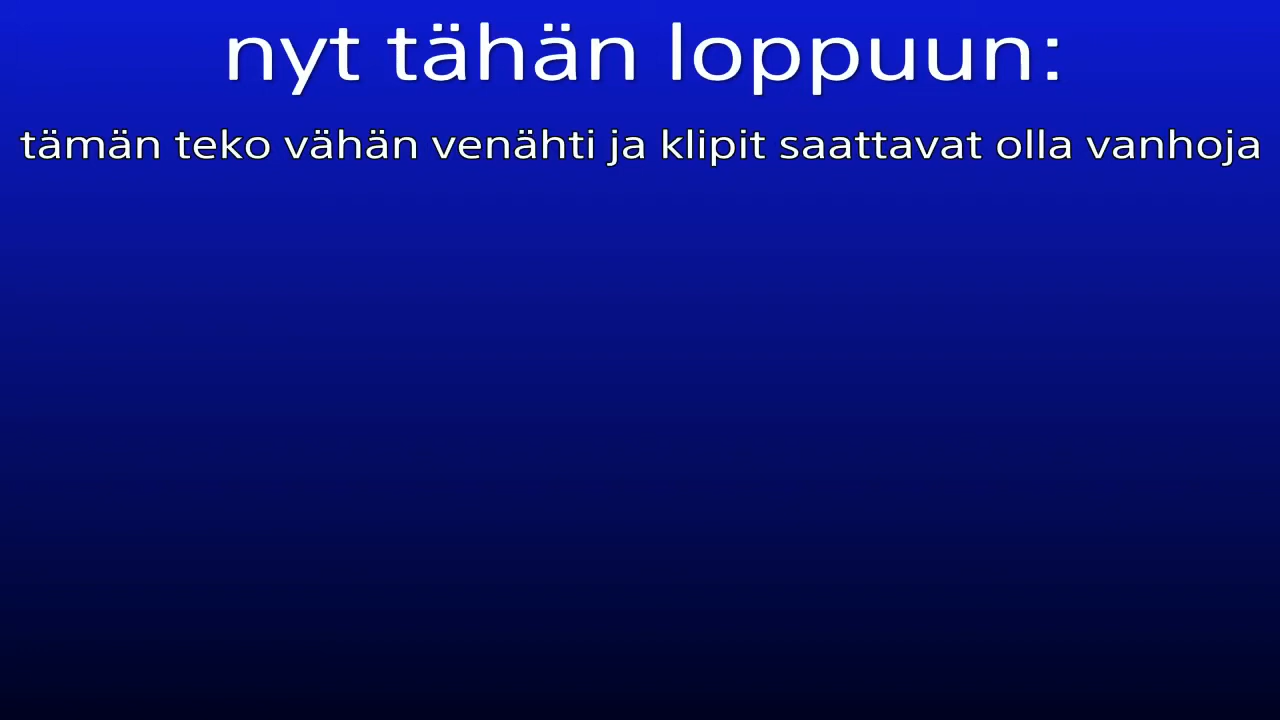 nyt tähän loppuun:
tämän teko vähän venähti ja klipit saattavat olla vanhoja